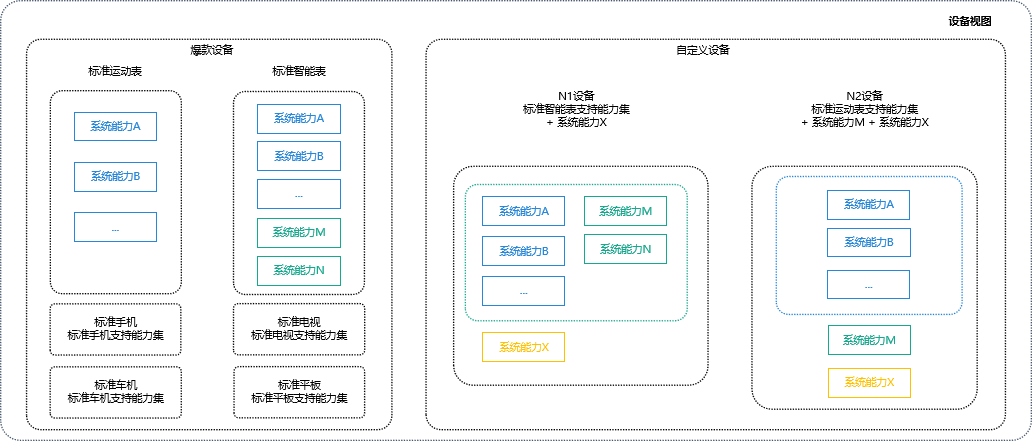 设备视图
爆款设备
标准运动表
系统能力A
系统能力B
...
标准智能表
系统能力A
系统能力B
...
系统能力M
系统能力N
标准手机
标准手机支持能力集
标准电视
标准电视支持能力集
标准车机
标准车机支持能力集
标准平板
标准平板支持能力集
自定义设备
N1设备
标准智能表支持能力集
+ 系统能力X
系统能力A
系统能力M
系统能力B
系统能力N
...
系统能力X
N2设备
标准运动表支持能力集
+ 系统能力M + 系统能力X
系统能力A
系统能力B
...
系统能力M
系统能力X